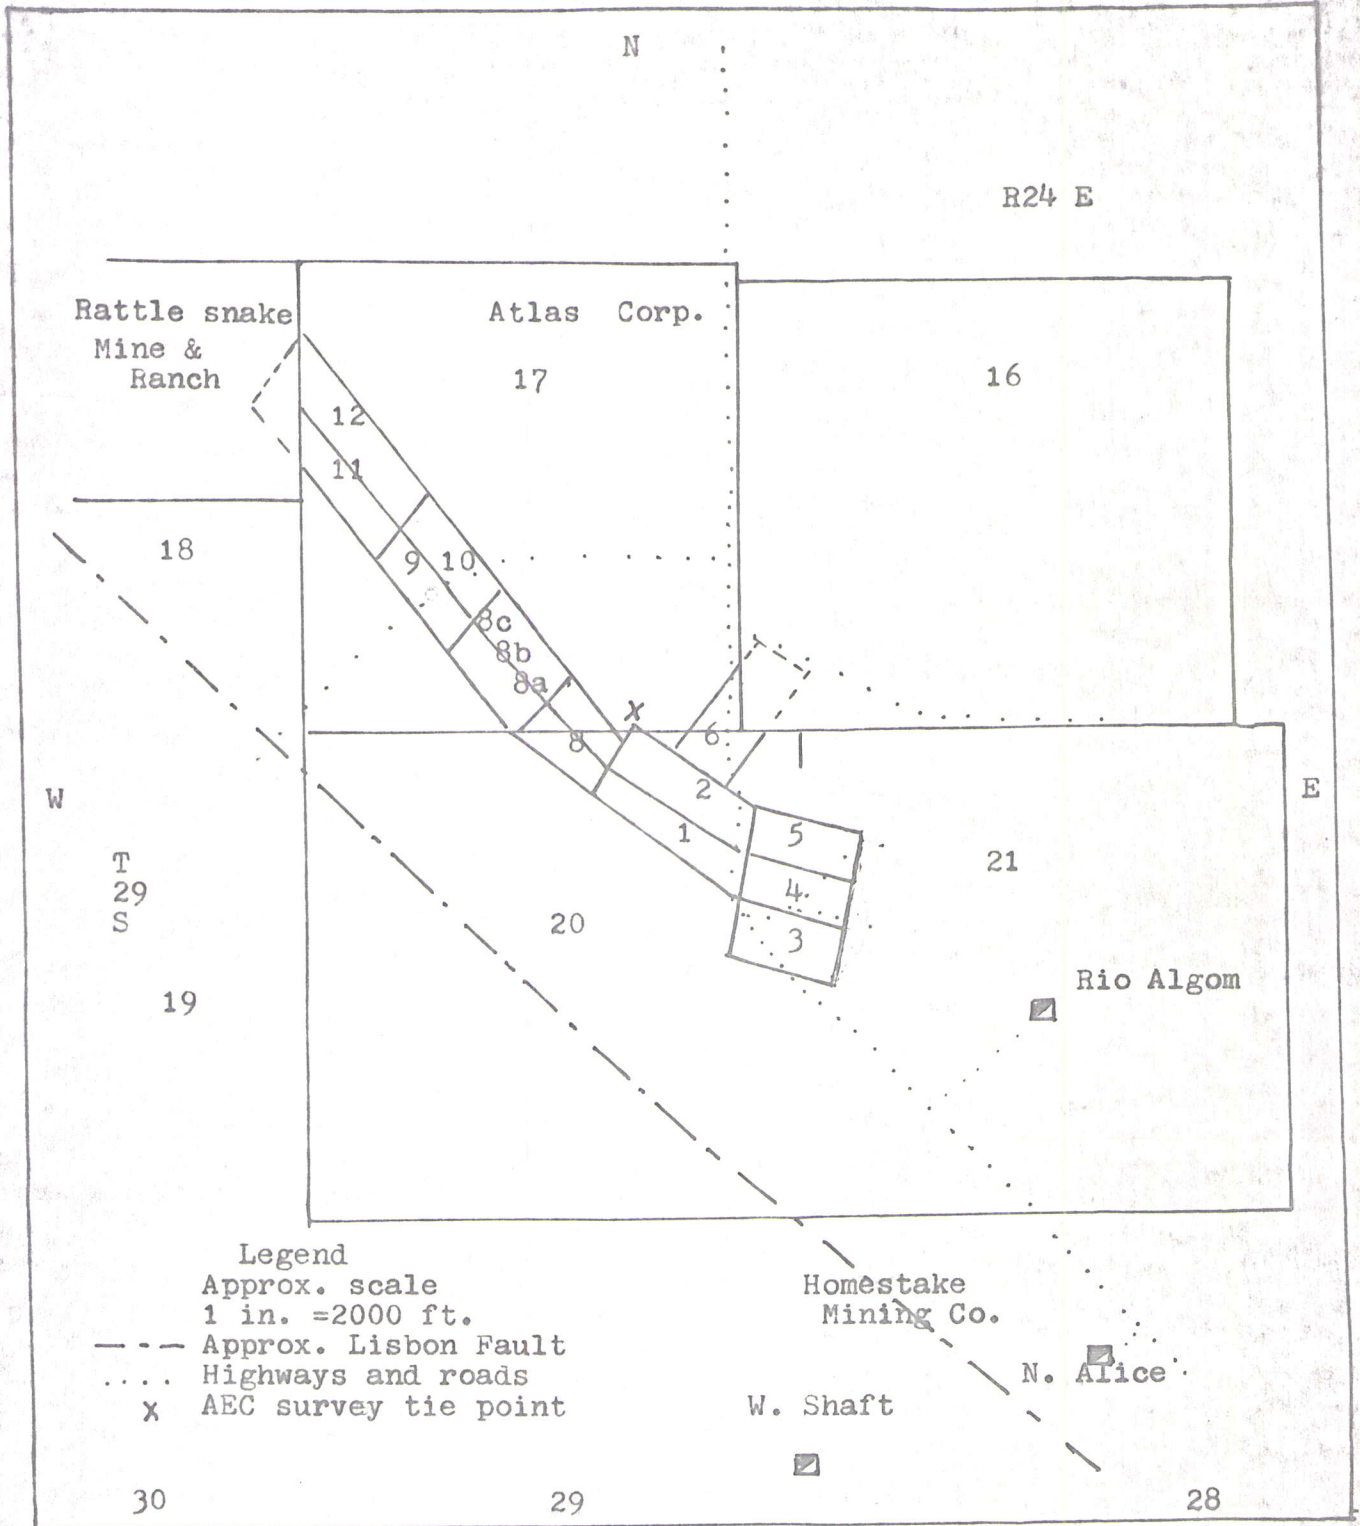 N
R24 E
Rattle snake
Mine &
Ranch
Atlas Corp.
17
16
12
11
18
9 10
8c
8b
8a
X
8
6
2
W
E
1
5
T
29
S
4
21
20
3
19
Rio Algom
Legend
Approx. scale
1 in. =2000 ft.
Approx. Lisbon Fault
Highways and roads
X AEC survey tie point
Homestake
Mining Co.
N. Alice
W. Shaft
30
29
28